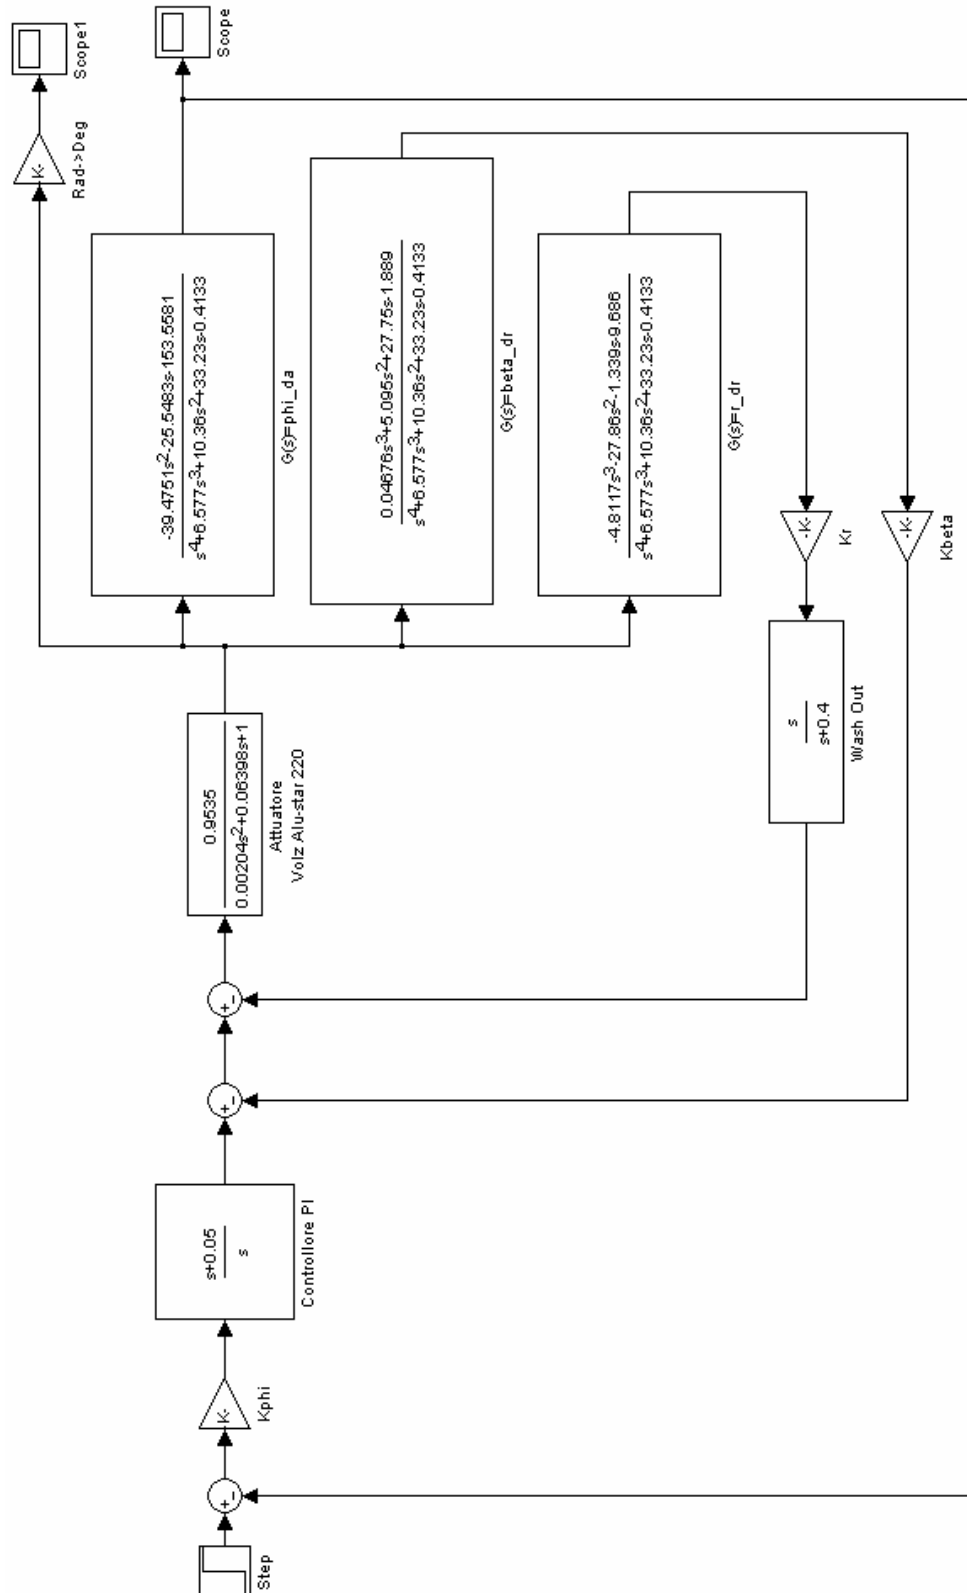 K-
Rad->Deg
Scope1
Step
+
-
K-
Kphi
s+0.05
s
Controllore PI
+
-
+
-
0.9535
0.00204s²+0.06398s+1
Attuatore
Volz Alu-star 220
-39.4751s²-25.5483s-153.5581
s⁴+6.577s³+10.36s²+33.23s-0.4133
G(s)=phi_da
Scope
0.04676s³+5.095s²+27.75s-1.889
s⁴+6.577s³+10.36s²+33.23s-0.4133
G(s)=beta_dr
-4.8117s³-27.86s²-1.339s-9.686
s⁴+6.577s³+10.36s²+33.23s-0.4133
G(s)=r_dr
s
s+0.4
Wash Out
-K-
Kr
-K-
Kbeta